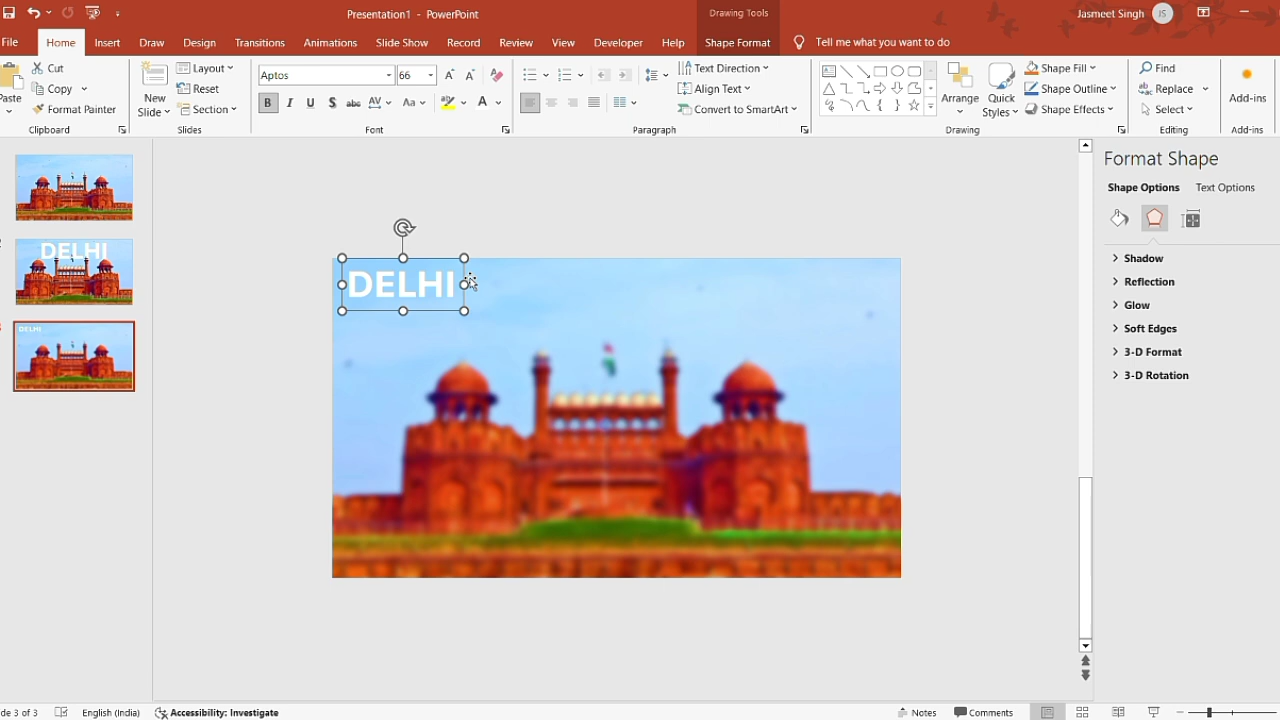 Presentation1 - PowerPoint
Drawing Tools
Jasmeet Singh
JS
File
Home
Insert
Draw
Design
Transitions
Animations
Slide Show
Record
Review
View
Developer
Help
Shape Format
Tell me what you want to do
Paste
Cut
Copy
Format Painter
Clipboard
New
Slide
Layout
Reset
Section
Slides
Aptos
66
B I U S abc AV Aa A
Font
Text Direction
Align Text
Convert to SmartArt
Paragraph
Arrange
Quick
Styles
Shape Fill
Shape Outline
Shape Effects
Drawing
Find
Replace
Select
Editing
Add-ins
Add-ins
DELHI
DELHI
DELHI
Format Shape
Shape Options
Text Options
Shadow
Reflection
Glow
Soft Edges
3-D Format
3-D Rotation
de 3 of 3
English (India)
Accessibility: Investigate
Notes
Comments